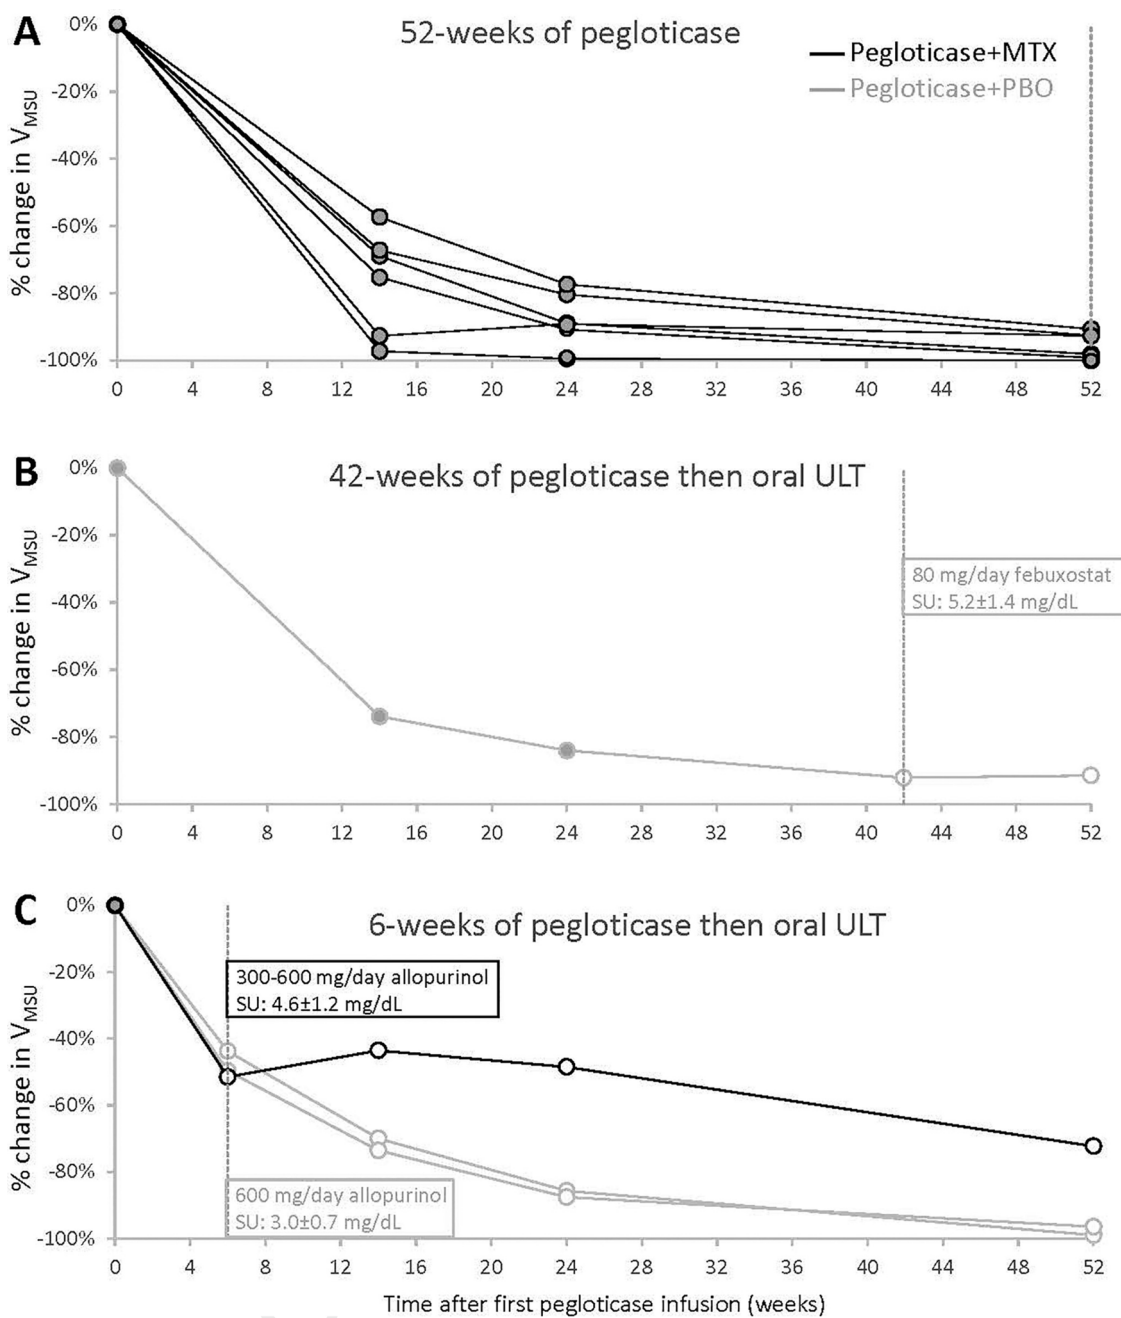 A
52-weeks of pegloticase
Pegloticase+MTX
Pegloticase+PBO
% change in VMSU
0%
-20%
-40%
-60%
-80%
-100%
0 4 8 12 16 20 24 28 32 36 40 44 48 52
B
42-weeks of pegloticase then oral ULT
% change in VMSU
0%
-20%
-40%
-60%
-80%
-100%
80 mg/day febuxostat
SU: 5.2±1.4 mg/dL
0 4 8 12 16 20 24 28 32 36 40 44 48 52
C
6-weeks of pegloticase then oral ULT
% change in VMSU
0%
-20%
-40%
-60%
-80%
-100%
300-600 mg/day allopurinol
SU: 4.6±1.2 mg/dL
600 mg/day allopurinol
SU: 3.0±0.7 mg/dL
0 4 8 12 16 20 24 28 32 36 40 44 48 52
Time after first pegloticase infusion (weeks)